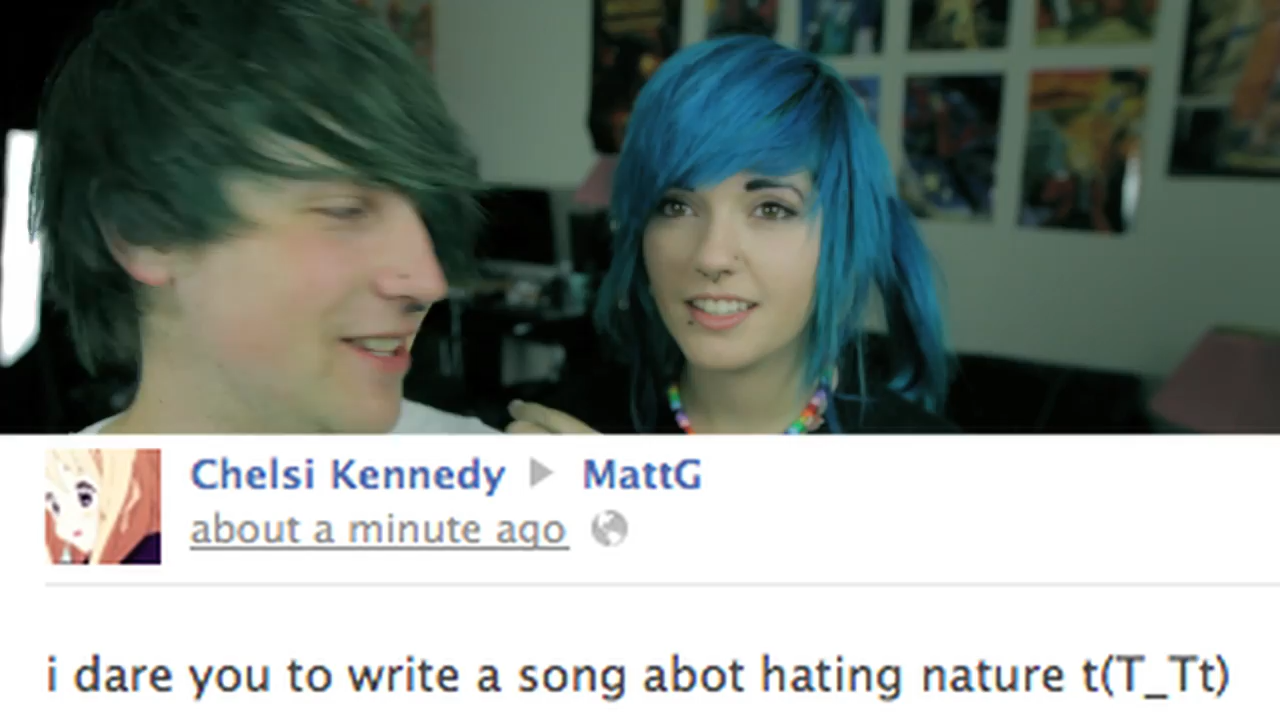 Chelsi Kennedy ▶ MattG
about a minute ago
i dare you to write a song abot hating nature t(T_Tt)